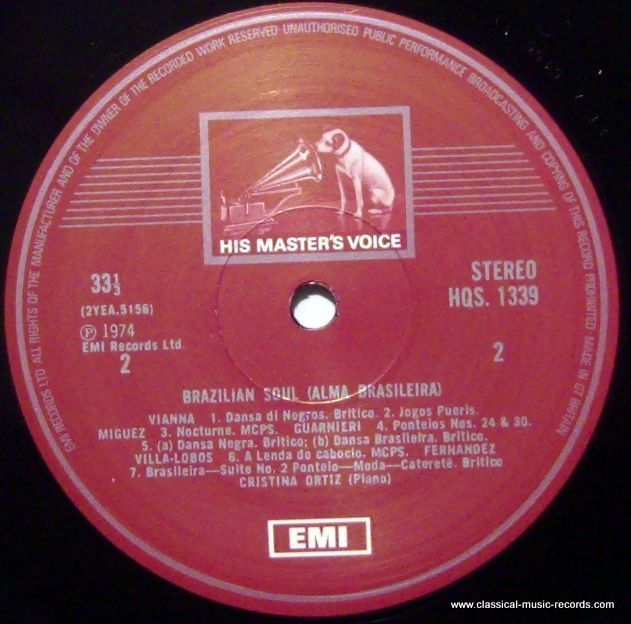 EMI RECORDS LTD ALL RIGHTS OF THE MANUFACTURER AND OF THE OWNER OF THE RECORDED WORK RESERVED UNAUTHORISED PUBLIC PERFORMANCE BROADCASTING AND COPYING OF THIS RECORD PROHIBITED MADE IN GT BRITAIN
HIS MASTER'S VOICE
33⅓
STEREO
(2YEA.5156)
HQS. 1339
Ⓟ 1974
EMI Records Ltd.
2
2
BRAZILIAN SOUL (ALMA BRASILEIRA)
VIANNA 1. Dansa di Negros. Britico. 2. Jogos Pueris.
MIGUEZ 3. Nocturne. MCPS. GUARNIERI 4. Ponteios Nos. 24 & 30.
5. (a) Dansa Negra. Britico; (b) Dansa Brasileira. Britico.
VILLA-LOBOS 6. A Lenda do caboclo. MCPS. FERNANDEZ
7. Brasileira—Suite No. 2 Ponteio—Moda—Cateretê. Britico
CRISTINA ORTIZ (Piano)
EMI
www.classical-music-records.com